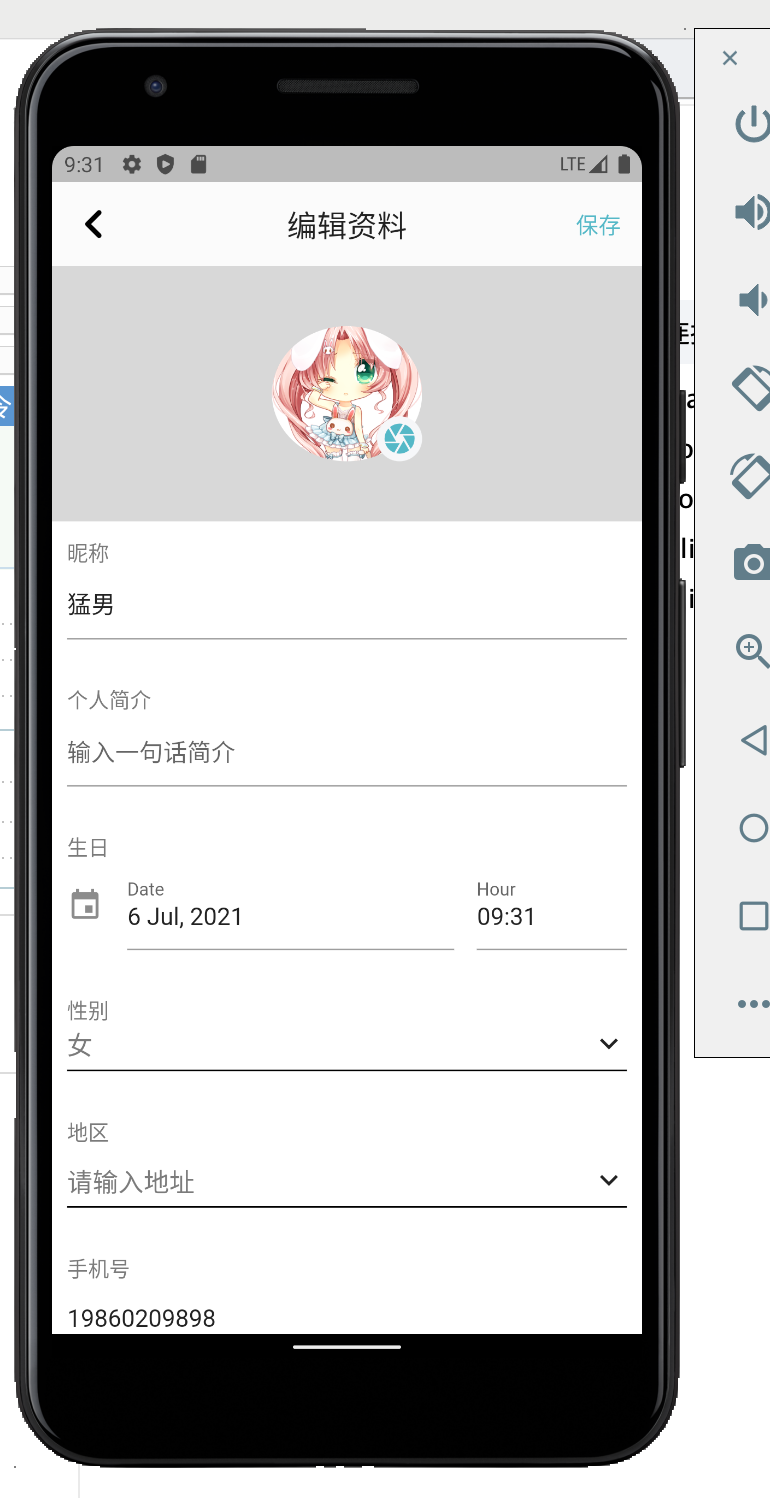 9:31 LTE
编辑资料 保存
昵称
猛男
个人简介
输入一句话简介
生日
Date Hour
6 Jul, 2021 09:31
性别
女
地区
请输入地址
手机号
19860209898